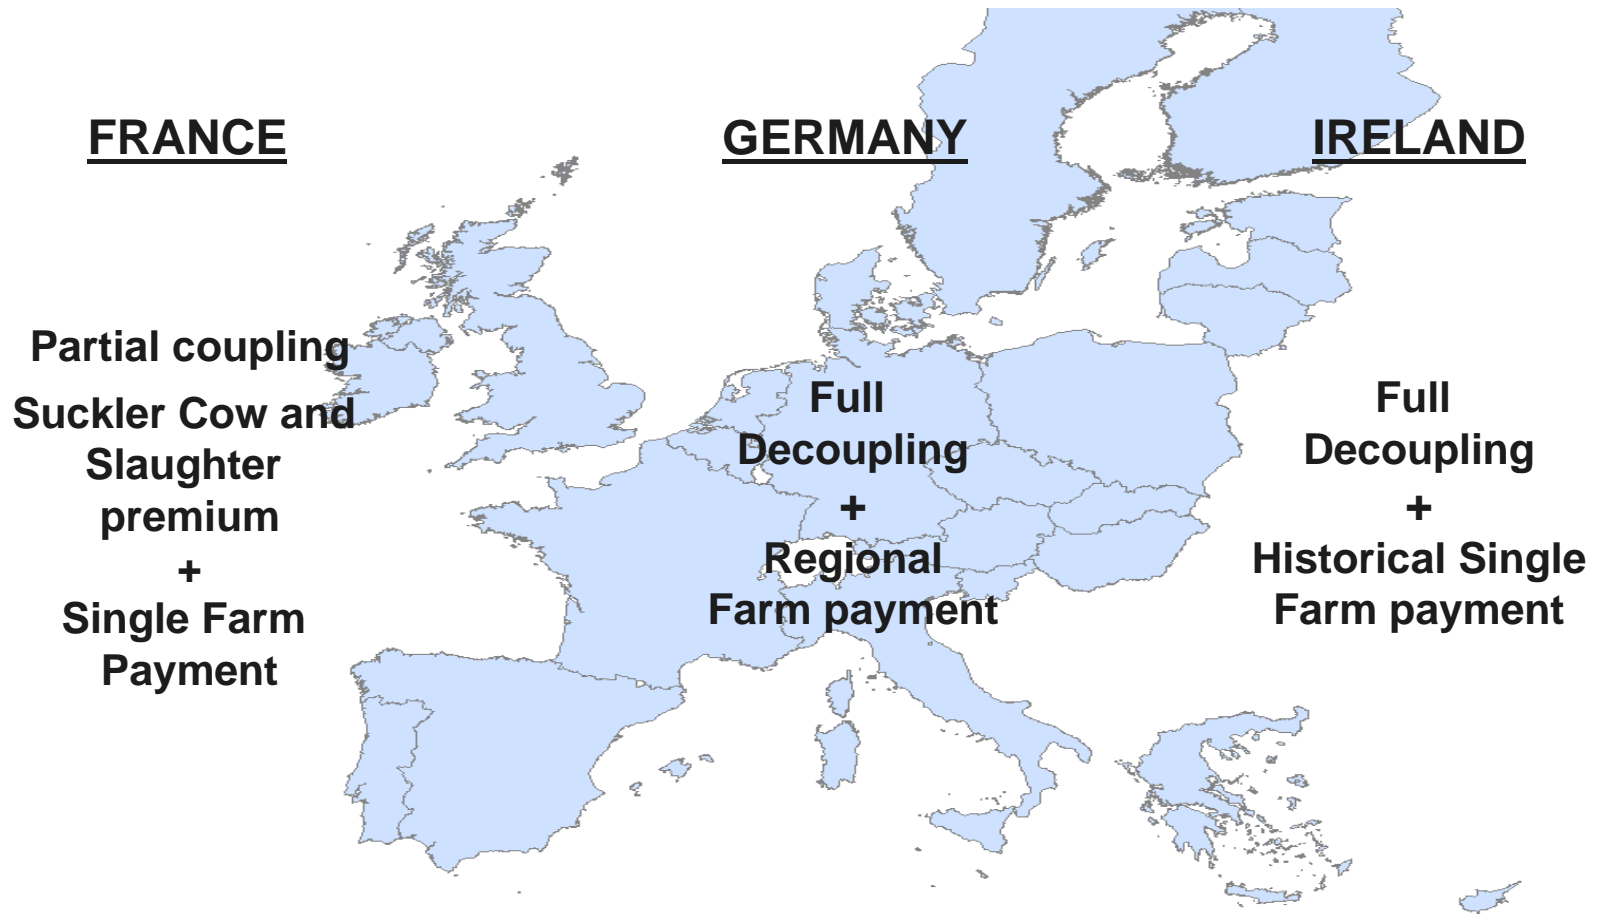 FRANCE
Partial coupling
Suckler Cow and
Slaughter
premium
+
Single Farm
Payment
GERMANY
Full
Decoupling
+
Regional
Farm payment
IRELAND
Full
Decoupling
+
Historical Single
Farm payment